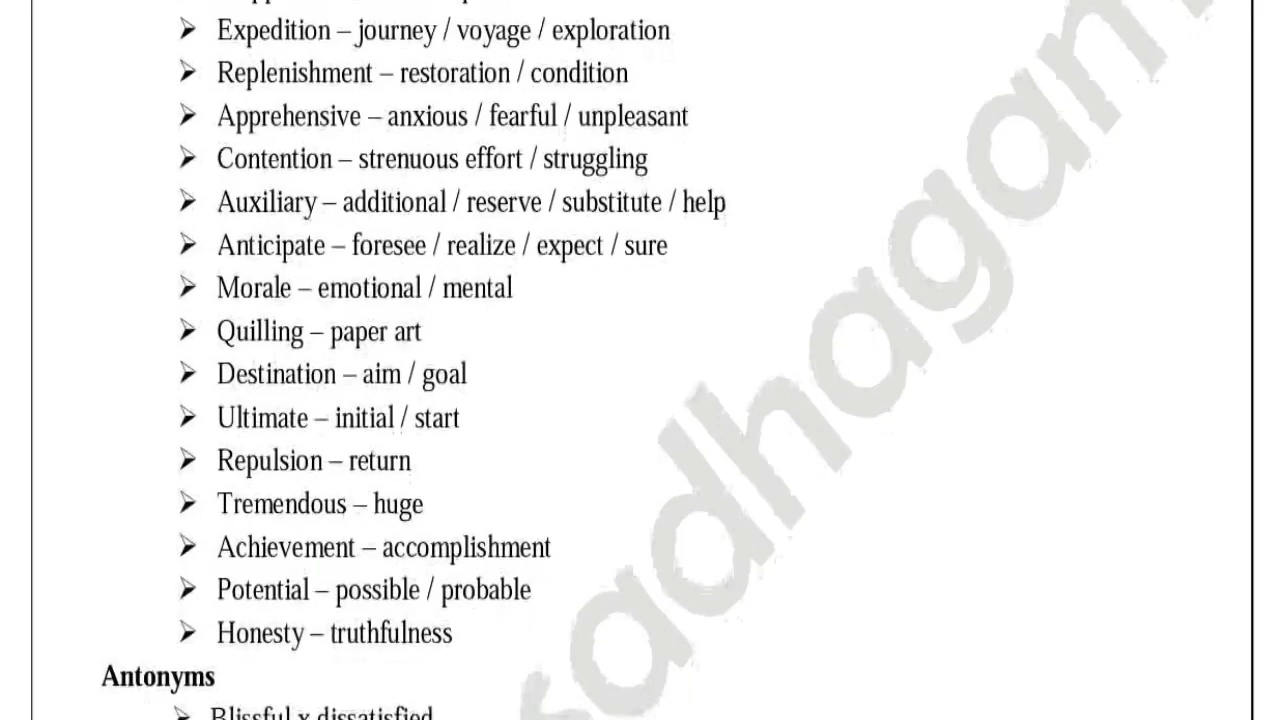 ➢ Expedition – journey / voyage / exploration
➢ Replenishment – restoration / condition
➢ Apprehensive – anxious / fearful / unpleasant
➢ Contention – strenuous effort / struggling
➢ Auxiliary – additional / reserve / substitute / help
➢ Anticipate – foresee / realize / expect / sure
➢ Morale – emotional / mental
➢ Quilling – paper art
➢ Destination – aim / goal
➢ Ultimate – initial / start
➢ Repulsion – return
➢ Tremendous – huge
➢ Achievement – accomplishment
➢ Potential – possible / probable
➢ Honesty – truthfulness
Antonyms
➢ Blissful x dissatisfied